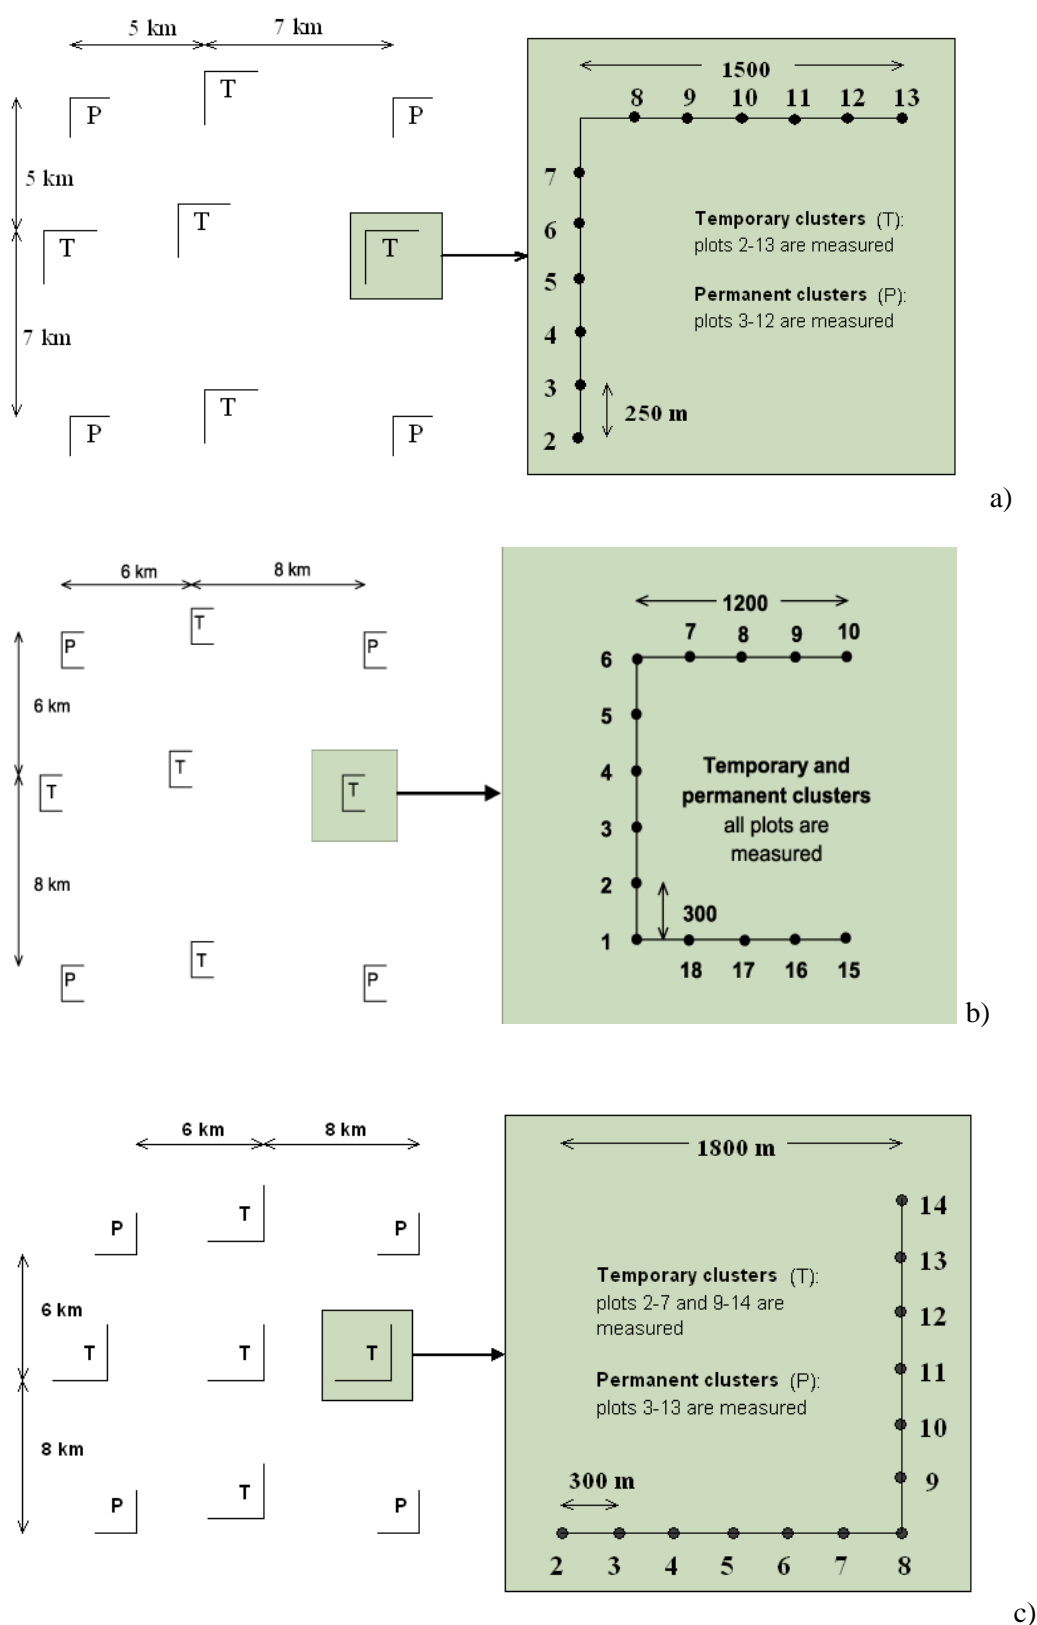 5 km 7 km
T
P P
5 km
T
T T
7 km
T
P P
1500
8 9 10 11 12 13
7
6
5
4
3
2
Temporary clusters (T):
plots 2-13 are measured
Permanent clusters (P):
plots 3-12 are measured
250 m
a)
6 km 8 km
T
P P
6 km
T
T T
8 km
T
P P
1200
7 8 9 10
6
5
4
3
2
1
Temporary and
permanent clusters
all plots are
measured
300
18 17 16 15
b)
6 km 8 km
P T P
6 km
T T T
8 km
P T P
1800 m
14
13
12
11
10
9
Temporary clusters (T):
plots 2-7 and 9-14 are
measured
Permanent clusters (P):
plots 3-13 are measured
300 m
2 3 4 5 6 7 8
c)